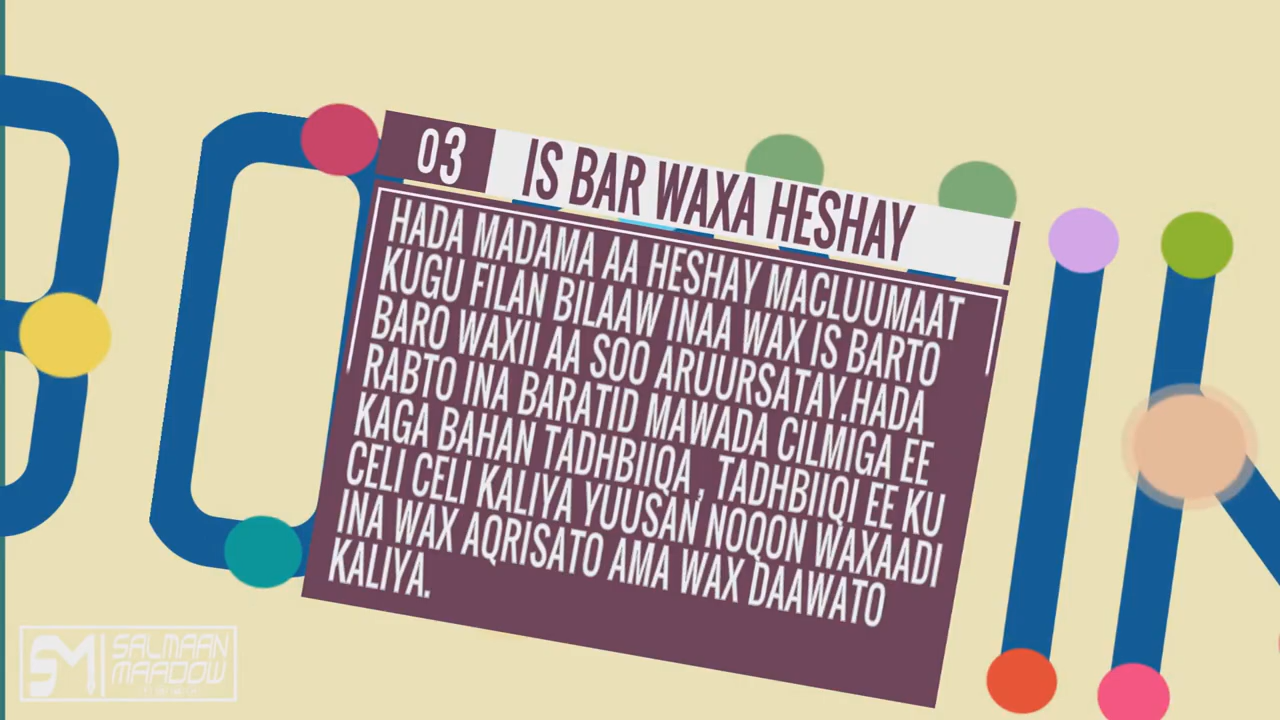 03
IS BAR WAXA HESHAY
HADA MADAMA AA HESHAY MACLUUMAAT
KUGU FILAN BILAAW INAA WAX IS BARTO
BARO WAXII AA SOO ARUURSATAY.HADA
RABTO INA BARATID MAWADA CILMIGA EE
KAGA BAHAN TADHBIIQA , TADHBIIQI EE KU
CELI CELI KALIYA YUUSAN NOQON WAXAADI
INA WAX AQRISATO AMA WAX DAAWATO
KALIYA.
SM
SALMAAN
MAADOW